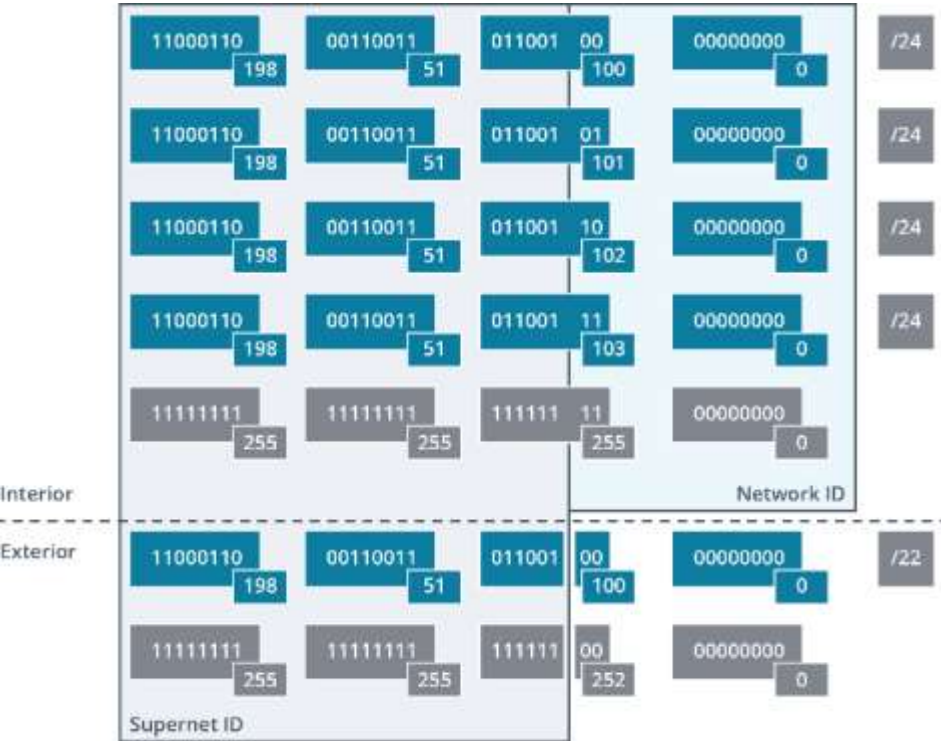 11000110 00110011 011001 00 00000000 /24
198 51 100 0
11000110 00110011 011001 01 00000000 /24
198 51 101 0
11000110 00110011 011001 10 00000000 /24
198 51 102 0
11000110 00110011 011001 11 00000000 /24
198 51 103 0
11111111 11111111 111111 11 00000000
255 255 255 0
Interior Network ID
Exterior
11000110 00110011 011001 00 00000000 /22
198 51 100 0
11111111 11111111 111111 00 00000000
255 255 252 0
Supernet ID